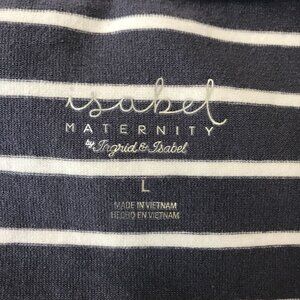 isabel
MATERNITY
by Ingrid & Isabel
L
MADE IN VIETNAM
HECHO EN VIETNAM